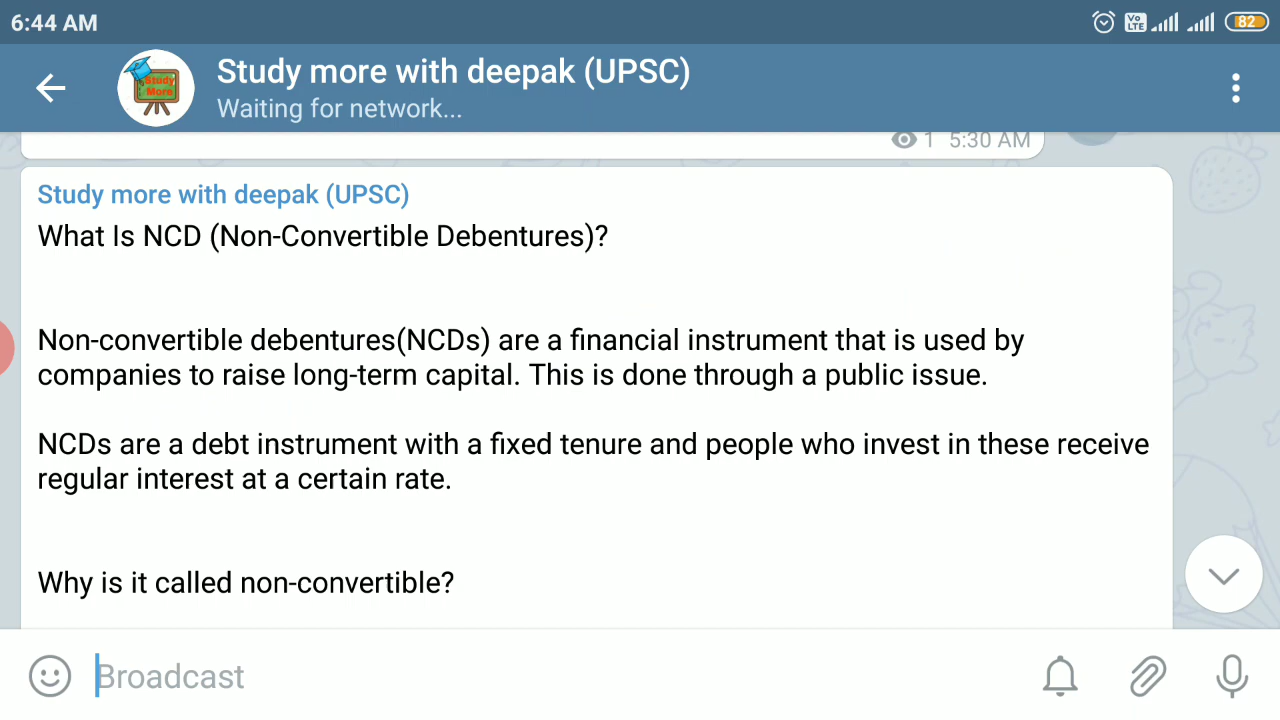 6:44 AM
Vo LTE
82
Study More
Study more with deepak (UPSC)
Waiting for network...
1 5:30 AM
Study more with deepak (UPSC)
What Is NCD (Non-Convertible Debentures)?
Non-convertible debentures(NCDs) are a financial instrument that is used by
companies to raise long-term capital. This is done through a public issue.
NCDs are a debt instrument with a fixed tenure and people who invest in these receive
regular interest at a certain rate.
Why is it called non-convertible?
Broadcast